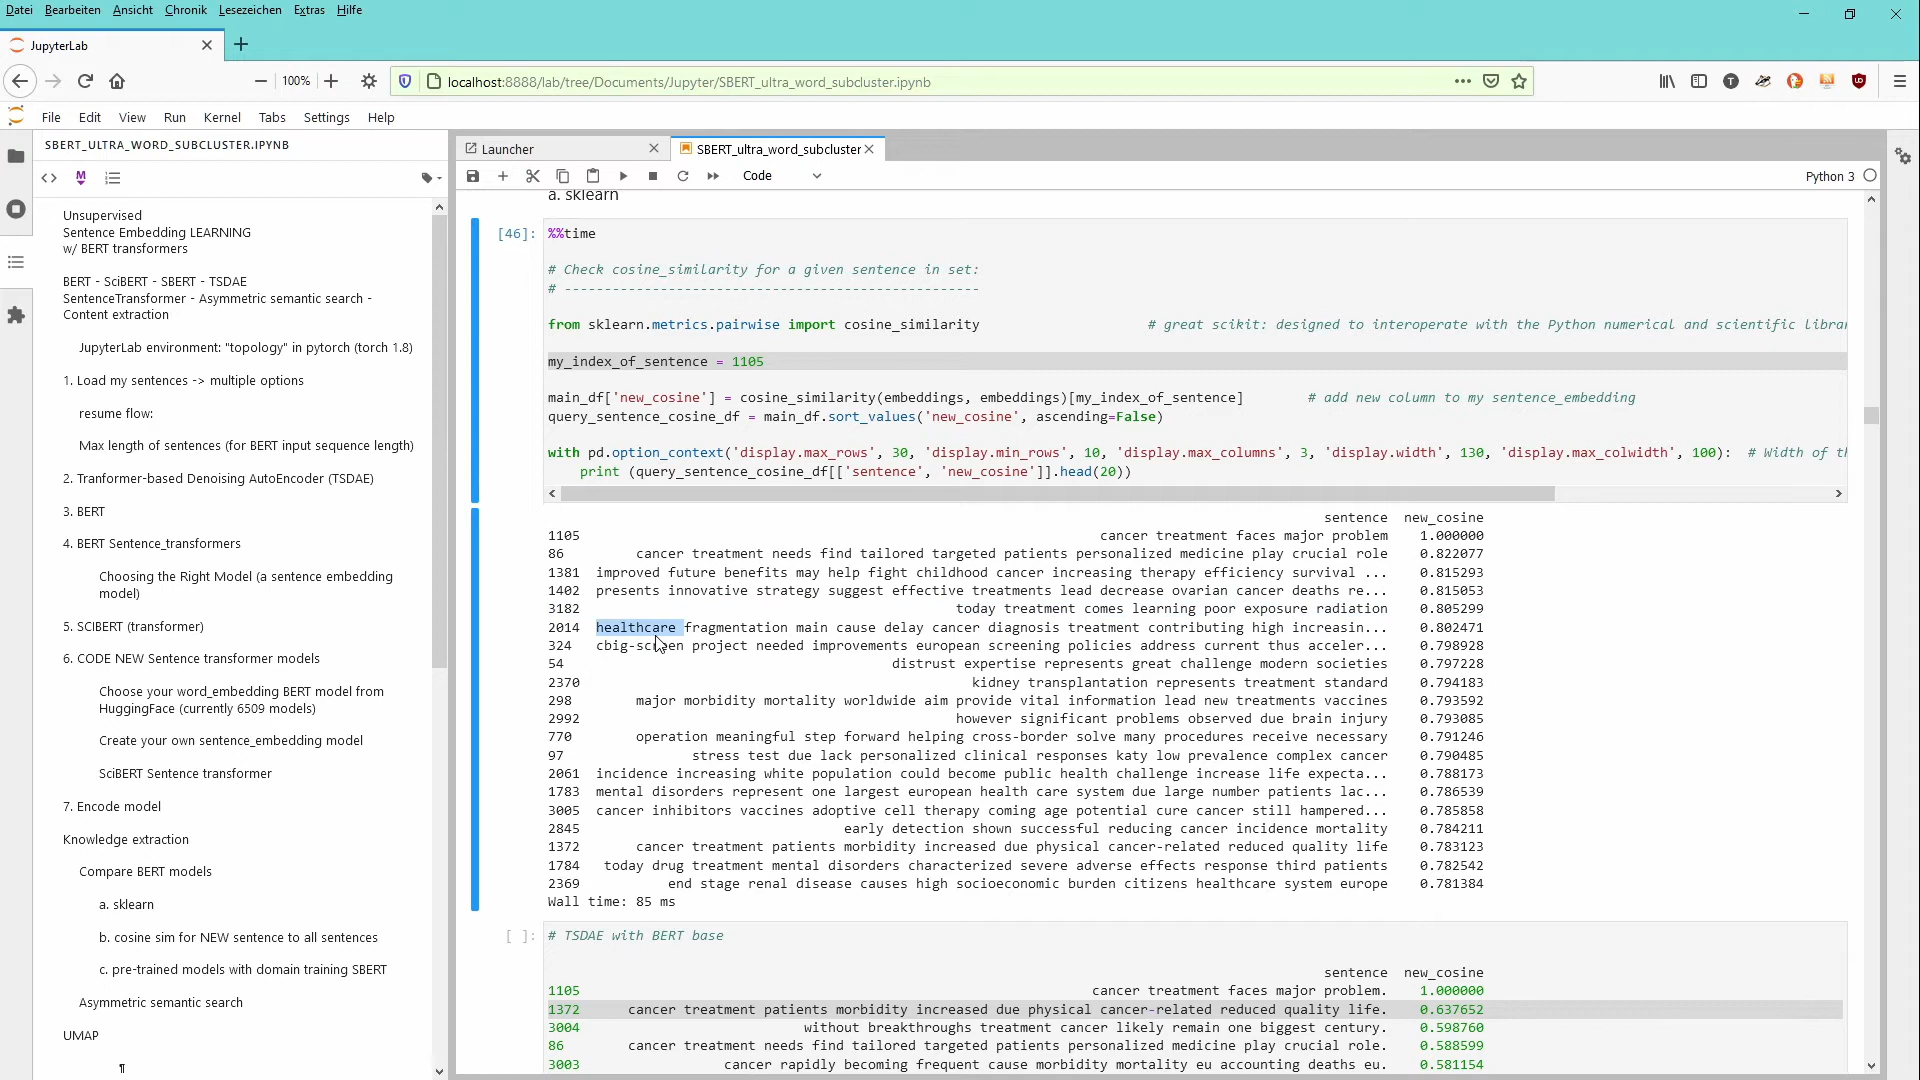 Datei Bearbeiten Ansicht Chronik Lesezeichen Extras Hilfe
JupyterLab
100%
localhost:8888/lab/tree/Documents/Jupyter/SBERT_ultra_word_subcluster.ipynb
File Edit View Run Kernel Tabs Settings Help
SBERT_ULTRA_WORD_SUBCLUSTER.IPYNB
Unsupervised
Sentence Embedding LEARNING
w/ BERT transformers
BERT - SciBERT - SBERT - TSDAE
SentenceTransformer - Asymmetric semantic search -
Content extraction
JupyterLab environment: "topology" in pytorch (torch 1.8)
1. Load my sentences -> multiple options
resume flow:
Max length of sentences (for BERT input sequence length)
2. Tranformer-based Denoising AutoEncoder (TSDAE)
3. BERT
4. BERT Sentence_transformers
Choosing the Right Model (a sentence embedding
model)
5. SCIBERT (transformer)
6. CODE NEW Sentence transformer models
Choose your word_embedding BERT model from
HuggingFace (currently 6509 models)
Create your own sentence_embedding model
SciBERT Sentence transformer
7. Encode model
Knowledge extraction
Compare BERT models
a. sklearn
b. cosine sim for NEW sentence to all sentences
c. pre-trained models with domain training SBERT
Asymmetric semantic search
UMAP
¶
Launcher
SBERT_ultra_word_subcluster
Code
Python 3
a. sklearn
[46]: %%time
# Check cosine_similarity for a given sentence in set:
# ----------------------------------------------------
from sklearn.metrics.pairwise import cosine_similarity # great scikit: designed to interoperate with the Python numerical and scientific librar
my_index_of_sentence = 1105
main_df['new_cosine'] = cosine_similarity(embeddings, embeddings)[my_index_of_sentence] # add new column to my sentence_embedding
query_sentence_cosine_df = main_df.sort_values('new_cosine', ascending=False)
with pd.option_context('display.max_rows', 30, 'display.min_rows', 10, 'display.max_columns', 3, 'display.width', 130, 'display.max_colwidth', 100): # Width of th
print (query_sentence_cosine_df[['sentence', 'new_cosine']].head(20))
sentence new_cosine
1105 cancer treatment faces major problem 1.000000
86 cancer treatment needs find tailored targeted patients personalized medicine play crucial role 0.822077
1381 improved future benefits may help fight childhood cancer increasing therapy efficiency survival ... 0.815293
1402 presents innovative strategy suggest effective treatments lead decrease ovarian cancer deaths re... 0.815053
3182 today treatment comes learning poor exposure radiation 0.805299
2014 healthcare fragmentation main cause delay cancer diagnosis treatment contributing high increasin... 0.802471
324 cbig-screen project needed improvements european screening policies address current thus acceler... 0.798928
54 distrust expertise represents great challenge modern societies 0.797228
2370 kidney transplantation represents treatment standard 0.794183
298 major morbidity mortality worldwide aim provide vital information lead new treatments vaccines 0.793592
2992 however significant problems observed due brain injury 0.793085
770 operation meaningful step forward helping cross-border solve many procedures receive necessary 0.791246
97 stress test due lack personalized clinical responses katy low prevalence complex cancer 0.790485
2061 incidence increasing white population could become public health challenge increase life expecta... 0.788173
1783 mental disorders represent one largest european health care system due large number patients lac... 0.786539
3005 cancer inhibitors vaccines adoptive cell therapy coming age potential cure cancer still hampered... 0.785858
2845 early detection shown successful reducing cancer incidence mortality 0.784211
1372 cancer treatment patients morbidity increased due physical cancer-related reduced quality life 0.783123
1784 today drug treatment mental disorders characterized severe adverse effects response third patients 0.782542
2369 end stage renal disease causes high socioeconomic burden citizens healthcare system europe 0.781384
Wall time: 85 ms
[ ]: # TSDAE with BERT base
sentence new_cosine
1105 cancer treatment faces major problem. 1.000000
1372 cancer treatment patients morbidity increased due physical cancer-related reduced quality life. 0.637652
3004 without breakthroughs treatment cancer likely remain one biggest century. 0.598760
86 cancer treatment needs find tailored targeted patients personalized medicine play crucial role. 0.588599
3003 cancer rapidly becoming frequent cause morbidity mortality eu accounting deaths eu. 0.581154